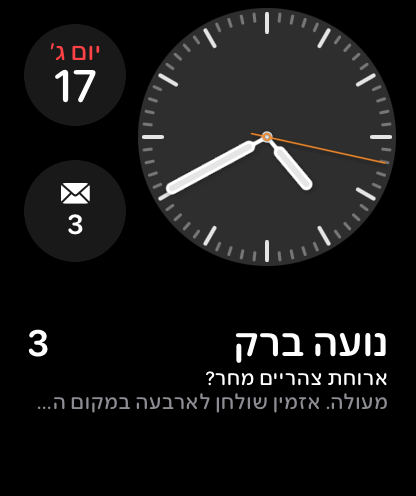 יום ג׳
17
3
נועה ברק 3
ארוחת צהריים מחר?
מעולה. אזמין שולחן לארבעה במקום ה...